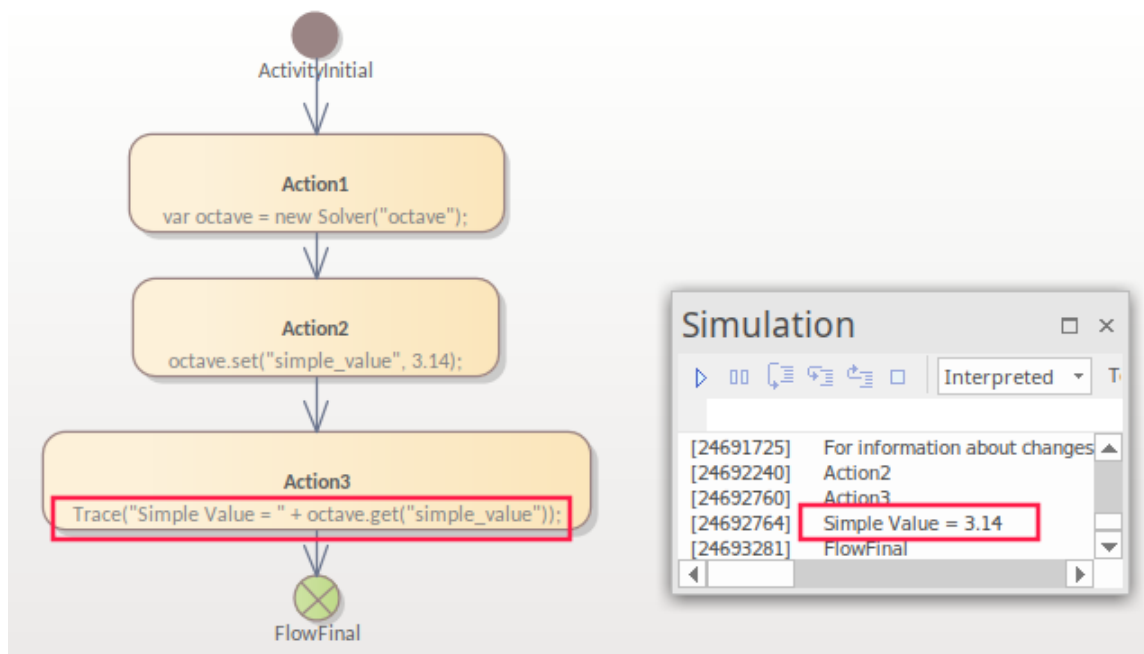 ActivityInitial
Action1
var octave = new Solver("octave");
Action2
octave.set("simple_value", 3.14);
Action3
Trace("Simple Value = " + octave.get("simple_value"));
FlowFinal
Simulation
Interpreted
[24691725] For information about changes
[24692240] Action2
[24692760] Action3
[24692764] Simple Value = 3.14
[24693281] FlowFinal